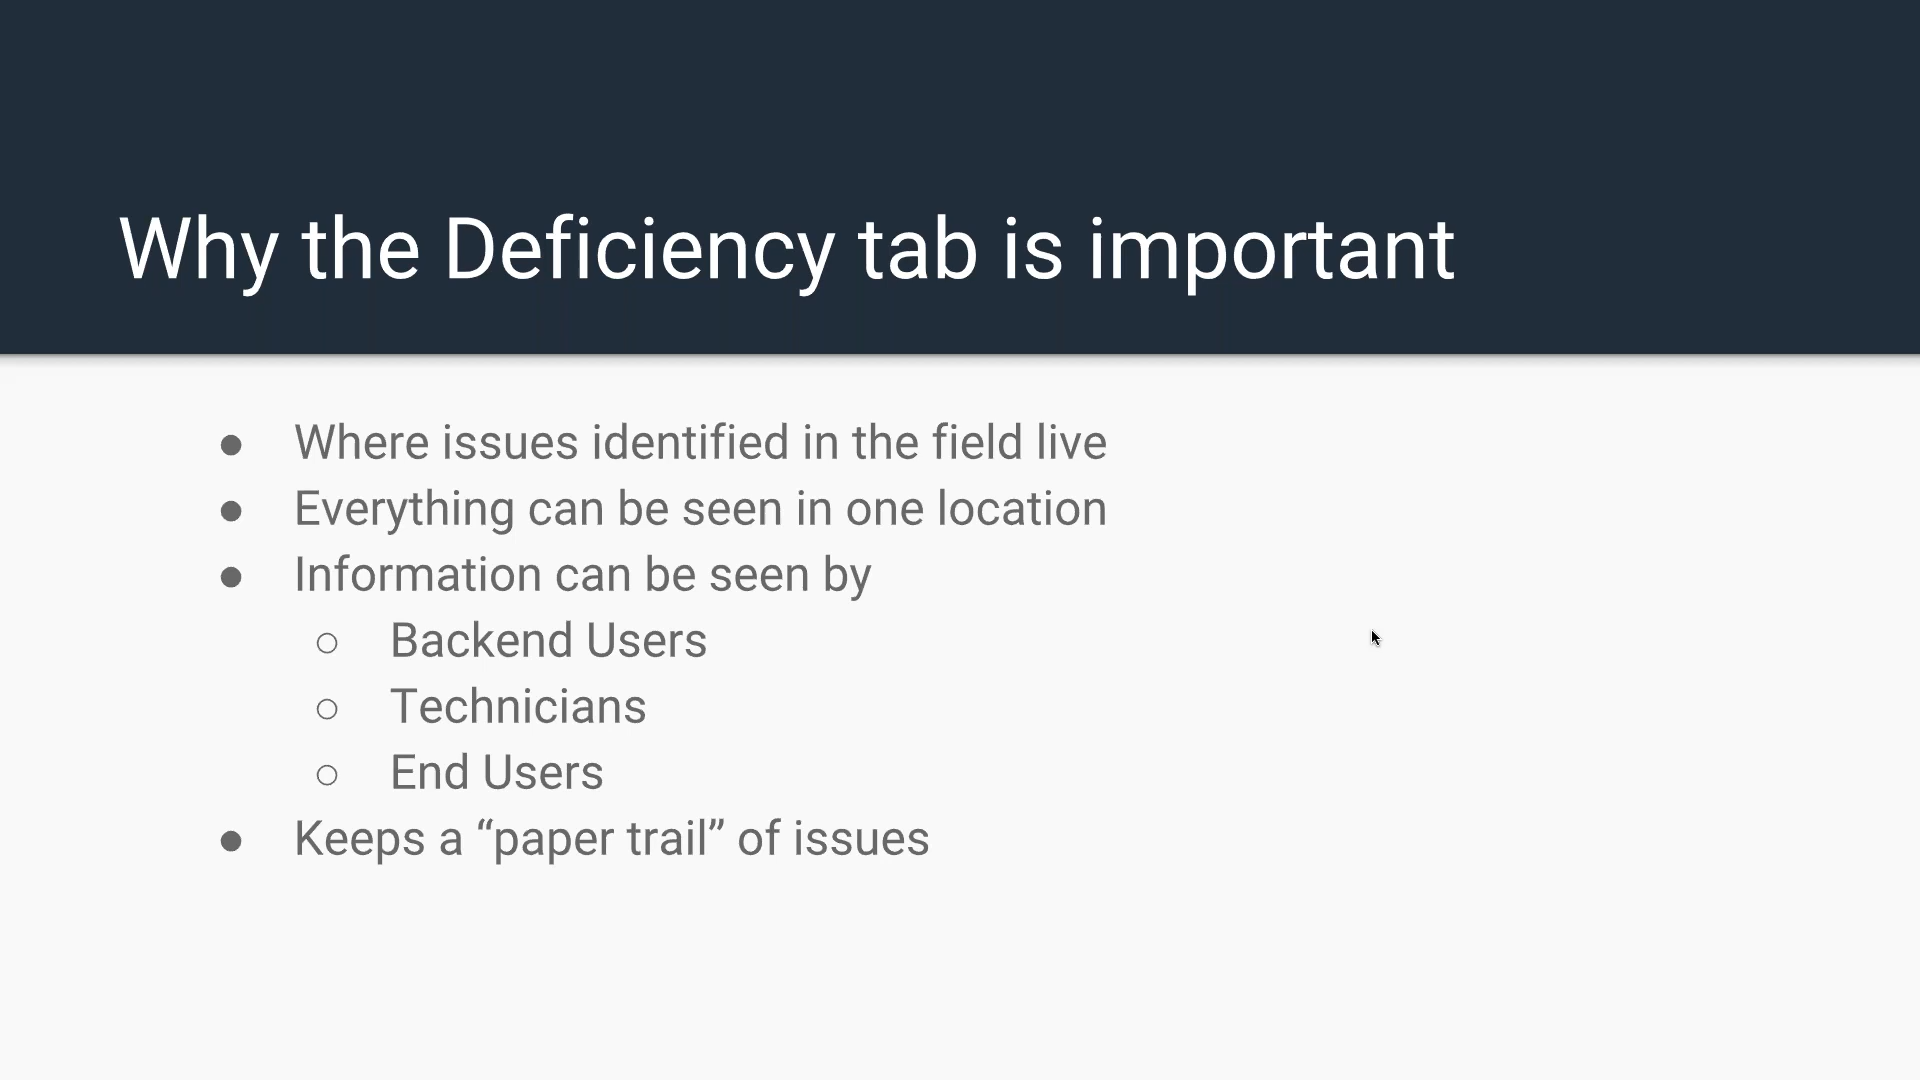 Why the Deficiency tab is important
● Where issues identified in the field live
● Everything can be seen in one location
● Information can be seen by
○ Backend Users
○ Technicians
○ End Users
● Keeps a “paper trail” of issues